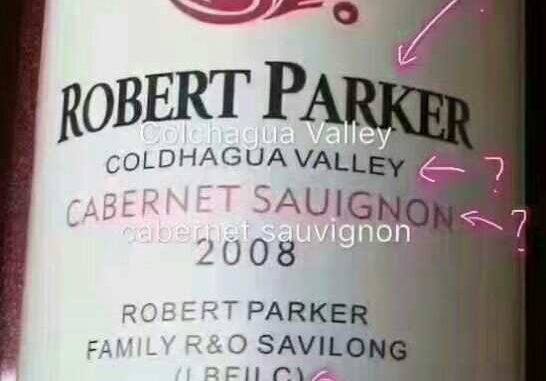 ?
ROBERT PARKER
Colchagua Valley
COLDHAGUA VALLEY ?
CABERNET SAUIGNON ?
cabernet sauvignon
2008
ROBERT PARKER
FAMILY R&O SAVILONG